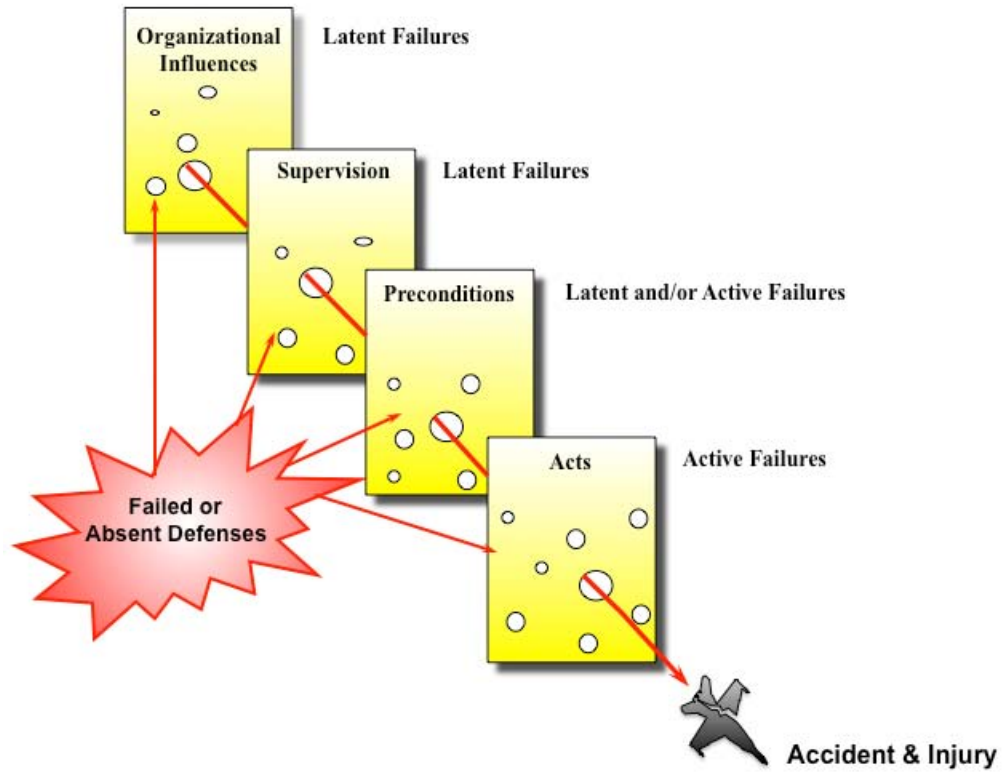 Organizational
Influences
Latent Failures
Supervision
Latent Failures
Preconditions
Latent and/or Active Failures
Acts
Active Failures
Failed or
Absent Defenses
Accident & Injury